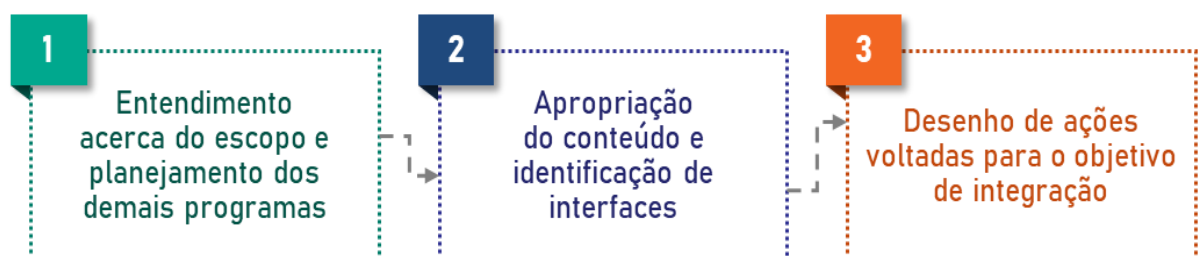 1
Entendimento
acerca do escopo e
planejamento dos
demais programas
2
Apropriação
do conteúdo e
identificação de
interfaces
3
Desenho de ações
voltadas para o objetivo
de integração